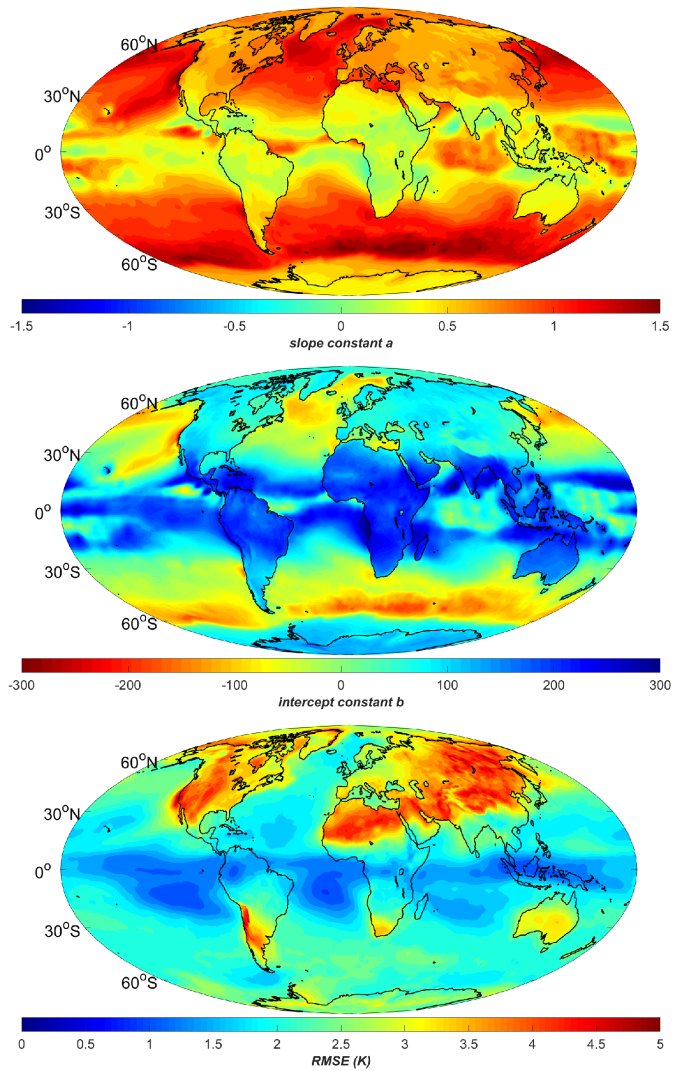 60°N
30°N
0°
30°S
60°S
-1.5 -1 -0.5 0 0.5 1 1.5
slope constant a
60°N
30°N
0°
30°S
60°S
-300 -200 -100 0 100 200 300
intercept constant b
60°N
30°N
0°
30°S
60°S
0 0.5 1 1.5 2 2.5 3 3.5 4 4.5 5
RMSE (K)